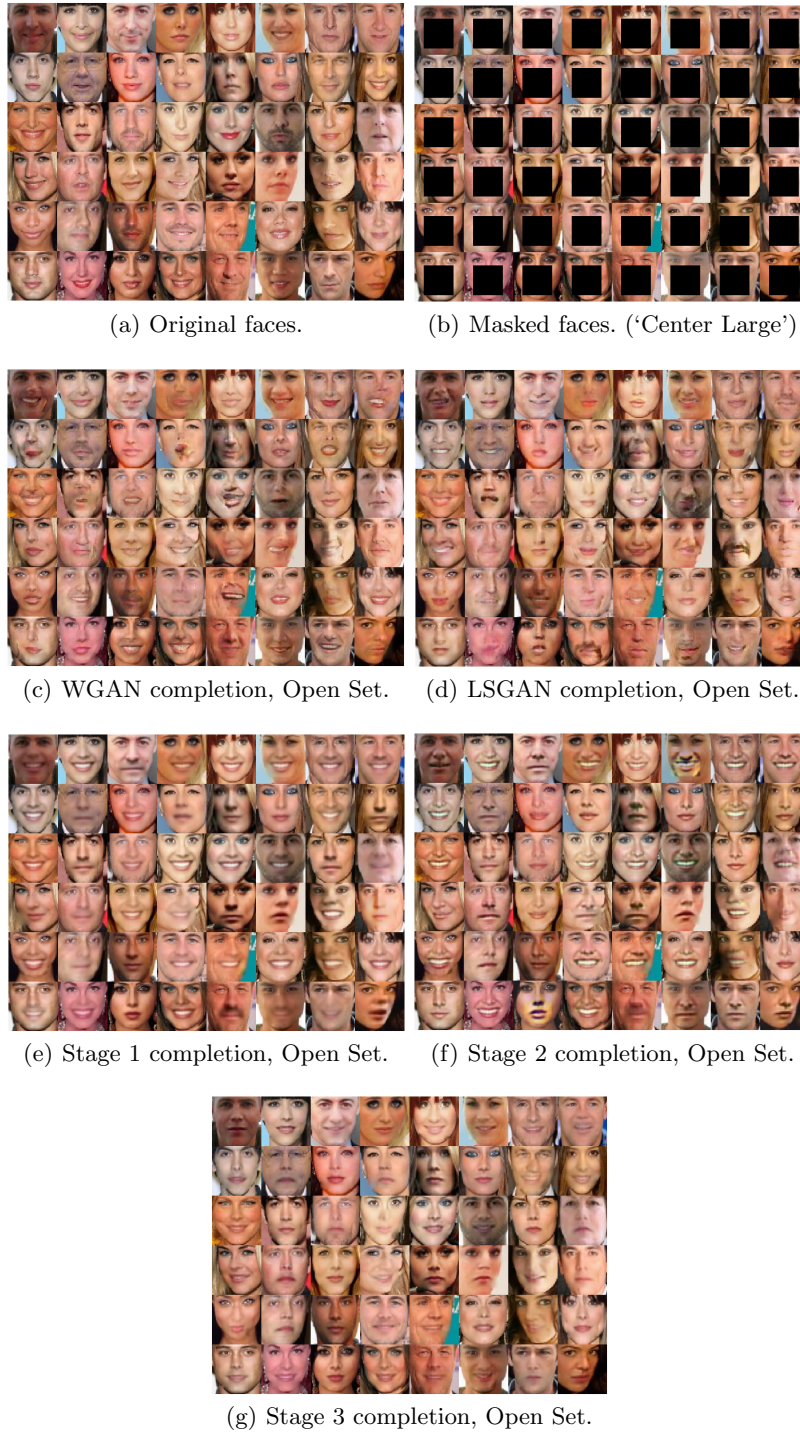 (a) Original faces.
(b) Masked faces. (‘Center Large’)
(c) WGAN completion, Open Set.
(d) LSGAN completion, Open Set.
(e) Stage 1 completion, Open Set.
(f) Stage 2 completion, Open Set.
(g) Stage 3 completion, Open Set.